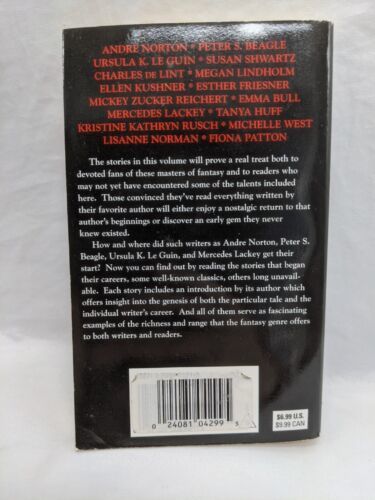 ANDRE NORTON • PETER S. BEAGLE
URSULA K. LE GUIN • SUSAN SHWARTZ
CHARLES DE LINT • MEGAN LINDHOLM
ELLEN KUSHNER • ESTHER FRIESNER
MICKEY ZUCKER REICHERT • EMMA BULL
MERCEDES LACKEY • TANYA HUFF
KRISTINE KATHRYN RUSCH • MICHELLE WEST
LISANNE NORMAN • FIONA PATTON
The stories in this volume will prove a real treat both to
devoted fans of these masters of fantasy and to readers who
may not yet have encountered some of the talents included
here. Those convinced they've read everything written by
their favorite author will either enjoy a nostalgic return to that
author's beginnings or discover an early gem they never
knew existed.
How and where did such writers as Andre Norton, Peter S.
Beagle, Ursula K. Le Guin, and Mercedes Lackey get their
start? Now you can find out by reading the stories that began
their careers, some well-known classics, others long unavail-
able. Each story includes an introduction by its author which
offers insight into the genesis of both the particular tale and the
individual writer's career. And all of them serve as fascinating
examples of the richness and range that the fantasy genre offers
to both writers and readers.
0 24081 04299 3
$6.99 U.S.
$9.99 CAN